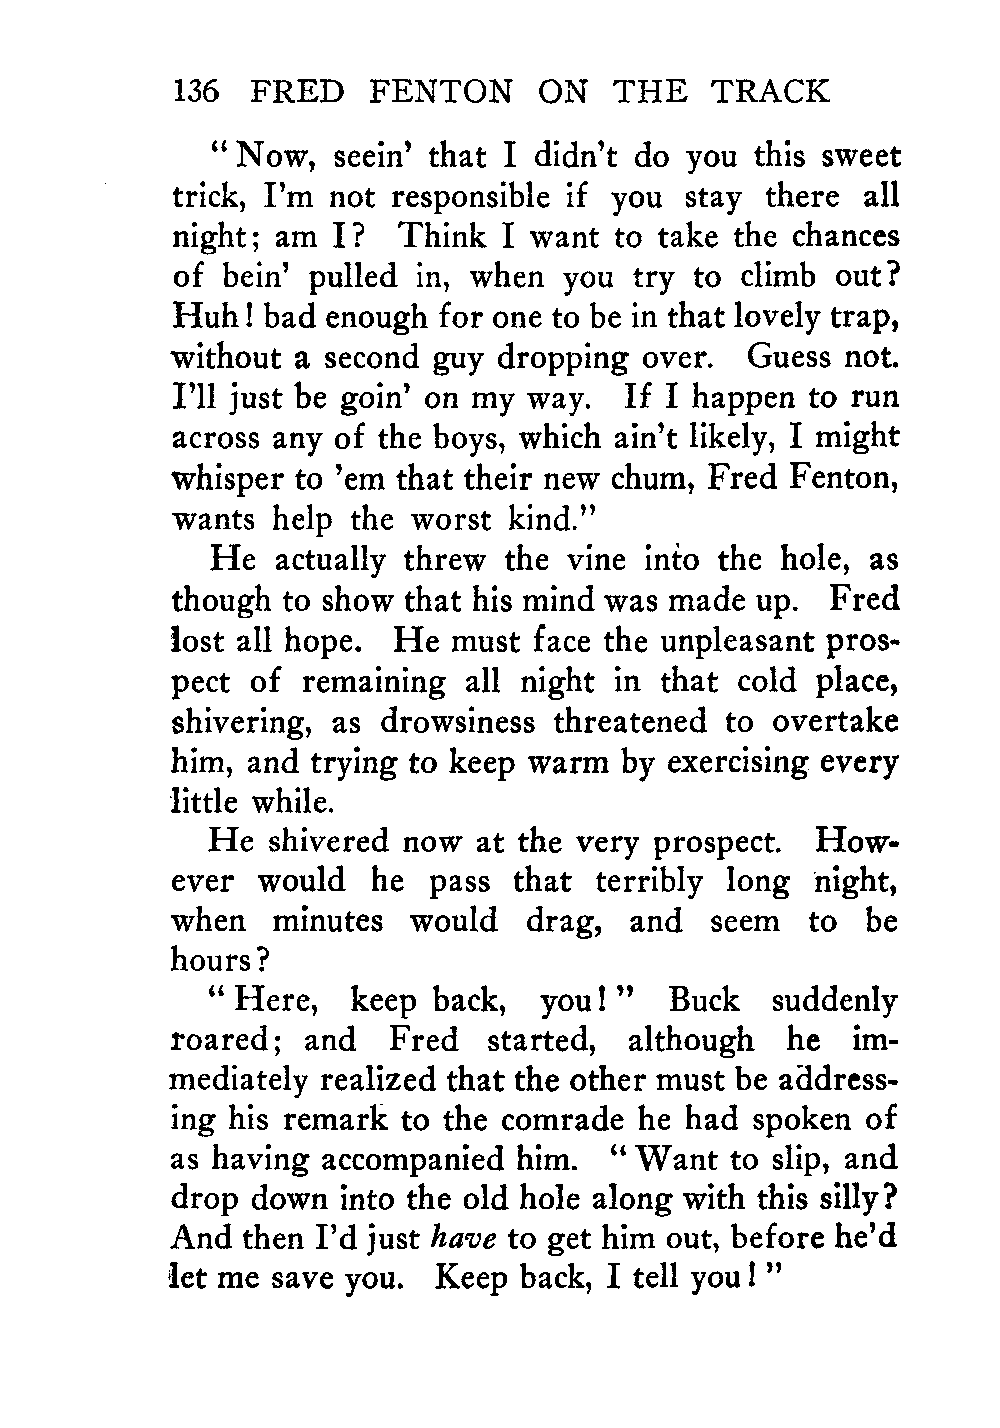 136 FRED FENTON ON THE TRACK
“ Now, seein’ that I didn’t do you this sweet
trick, I’m not responsible if you stay there all
night; am I? Think I want to take the chances
of bein’ pulled in, when you try to climb out?
Huh! bad enough for one to be in that lovely trap,
without a second guy dropping over. Guess not.
I’ll just be goin’ on my way. If I happen to run
across any of the boys, which ain’t likely, I might
whisper to ’em that their new chum, Fred Fenton,
wants help the worst kind.”
He actually threw the vine into the hole, as
though to show that his mind was made up. Fred
lost all hope. He must face the unpleasant pros-
pect of remaining all night in that cold place,
shivering, as drowsiness threatened to overtake
him, and trying to keep warm by exercising every
little while.
He shivered now at the very prospect. How-
ever would he pass that terribly long night,
when minutes would drag, and seem to be
hours?
“ Here, keep back, you! ” Buck suddenly
roared; and Fred started, although he im-
mediately realized that the other must be address-
ing his remark to the comrade he had spoken of
as having accompanied him. “ Want to slip, and
drop down into the old hole along with this silly?
And then I’d just have to get him out, before he’d
let me save you. Keep back, I tell you! ”